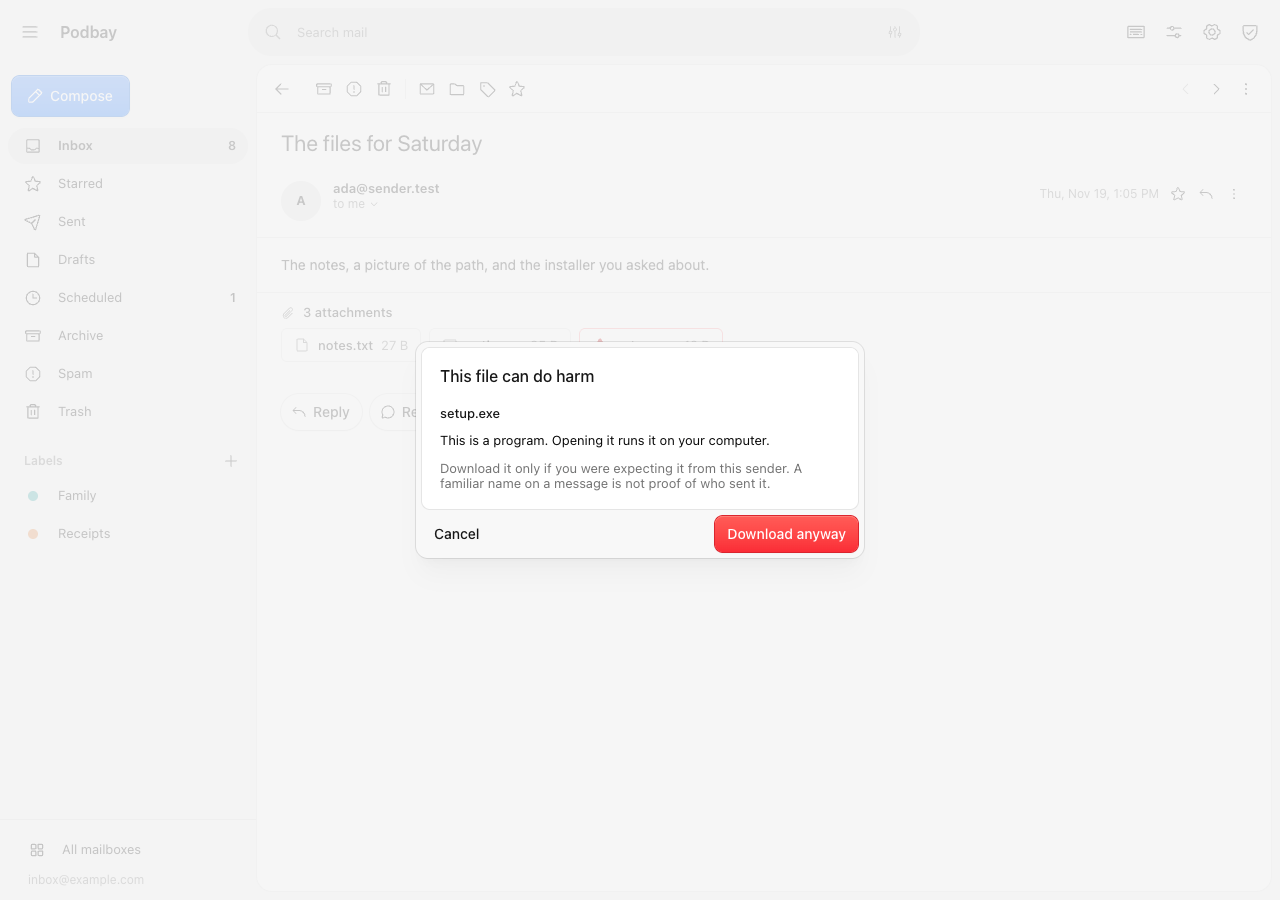 Podbay
Search mail
Compose
Inbox 8
Starred
Sent
Drafts
Scheduled 1
Archive
Spam
Trash
Labels
Family
Receipts
All mailboxes
inbox@example.com
The files for Saturday
A
ada@sender.test
to me
Thu, Nov 19, 1:05 PM
The notes, a picture of the path, and the installer you asked about.
3 attachments
notes.txt 27 B
Reply
This file can do harm
setup.exe
This is a program. Opening it runs it on your computer.
Download it only if you were expecting it from this sender. A
familiar name on a message is not proof of who sent it.
Cancel
Download anyway